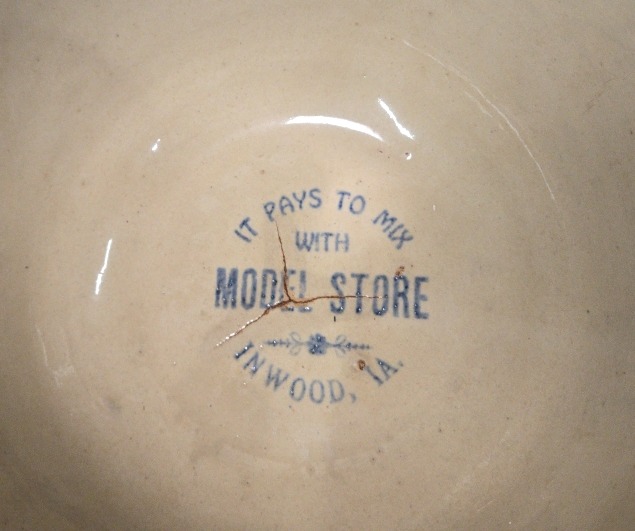 IT PAYS TO MIX
WITH
MODEL STORE
INWOOD, IA.